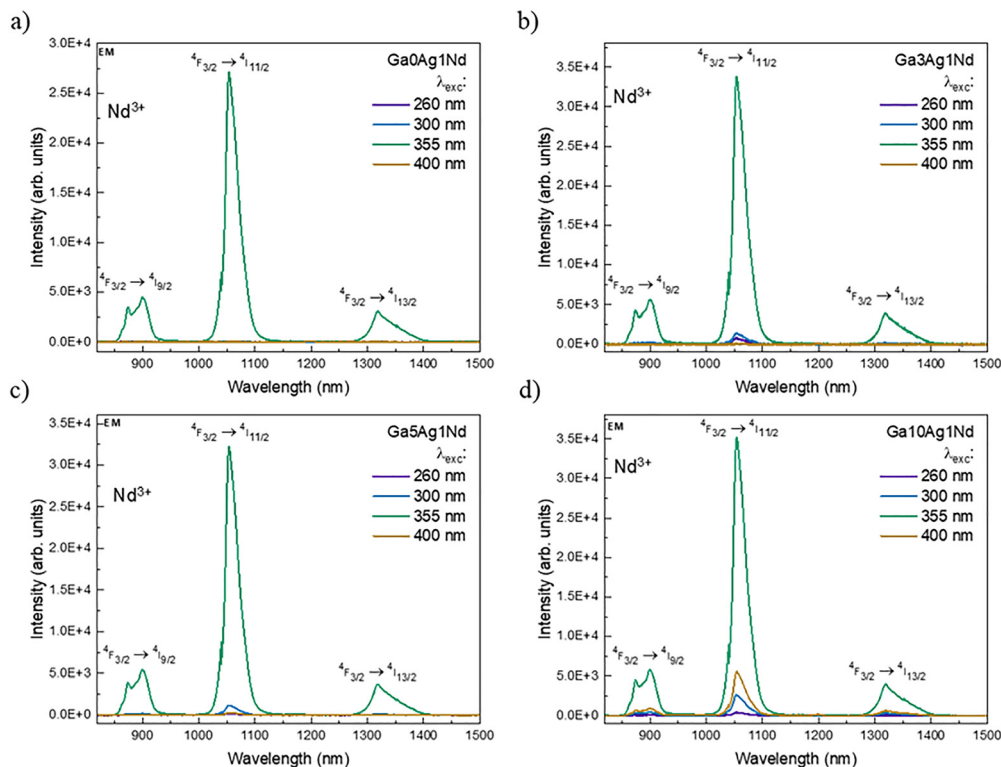 a)
EM
⁴F₃/₂ → ⁴I₁₁/₂
Ga0Ag1Nd
λexc:
260 nm
300 nm
355 nm
400 nm
Nd³⁺
⁴F₃/₂ → ⁴I₉/₂
⁴F₃/₂ → ⁴I₁₃/₂
3.0E+4
2.5E+4
2.0E+4
1.5E+4
1.0E+4
5.0E+3
0.0E+0
Intensity (arb. units)
900 1000 1100 1200 1300 1400 1500
Wavelength (nm)
b)
⁴F₃/₂ → ⁴I₁₁/₂
Ga3Ag1Nd
λexc:
260 nm
300 nm
355 nm
400 nm
Nd³⁺
⁴F₃/₂ → ⁴I₉/₂
⁴F₃/₂ → ⁴I₁₃/₂
3.5E+4
3.0E+4
2.5E+4
2.0E+4
1.5E+4
1.0E+4
5.0E+3
0.0E+0
Intensity (arb. units)
900 1000 1100 1200 1300 1400 1500
Wavelength (nm)
c)
EM
⁴F₃/₂ → ⁴I₁₁/₂
Ga5Ag1Nd
λexc:
260 nm
300 nm
355 nm
400 nm
Nd³⁺
⁴F₃/₂ → ⁴I₉/₂
⁴F₃/₂ → ⁴I₁₃/₂
3.5E+4
3.0E+4
2.5E+4
2.0E+4
1.5E+4
1.0E+4
5.0E+3
0.0E+0
Intensity (arb. units)
900 1000 1100 1200 1300 1400 1500
Wavelength (nm)
d)
EM
⁴F₃/₂ → ⁴I₁₁/₂
Ga10Ag1Nd
λexc:
260 nm
300 nm
355 nm
400 nm
Nd³⁺
⁴F₃/₂ → ⁴I₉/₂
⁴F₃/₂ → ⁴I₁₃/₂
3.5E+4
3.0E+4
2.5E+4
2.0E+4
1.5E+4
1.0E+4
5.0E+3
0.0E+0
Intensity (arb. units)
900 1000 1100 1200 1300 1400 1500
Wavelength (nm)